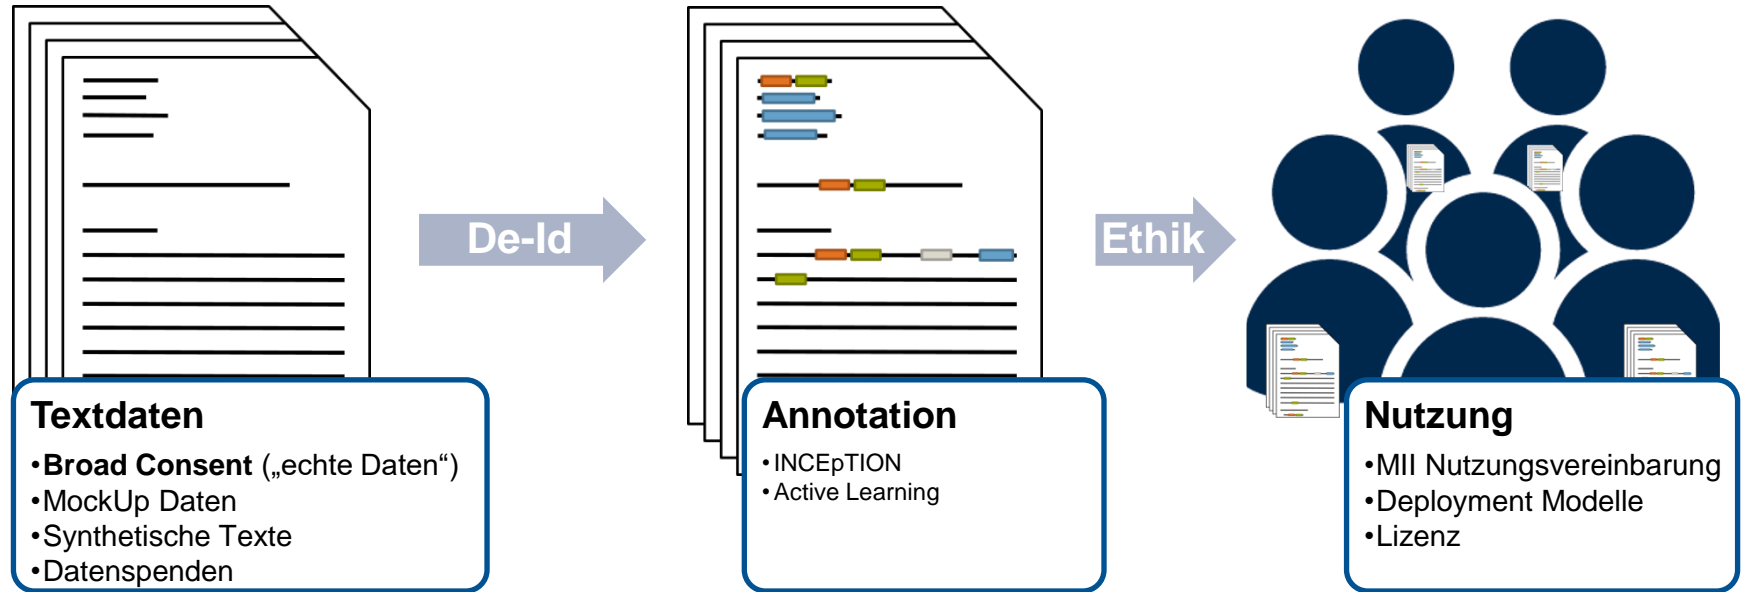 De-Id
Ethik
Textdaten
•Broad Consent („echte Daten“)
•MockUp Daten
•Synthetische Texte
•Datenspenden
Annotation
•INCEpTION
•Active Learning
Nutzung
•MII Nutzungsvereinbarung
•Deployment Modelle
•Lizenz